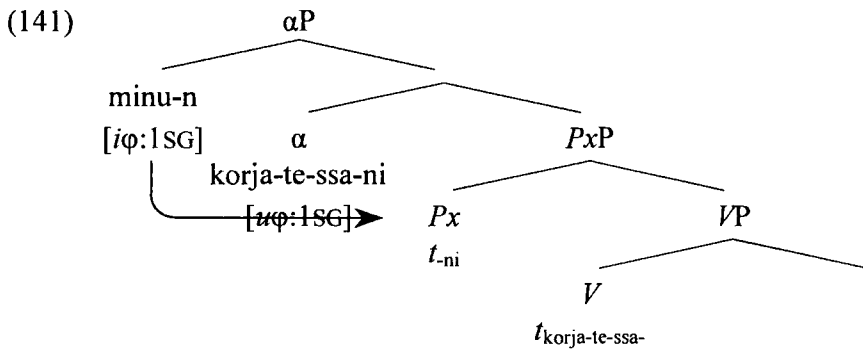 (141) αP
minu-n
[iφ:1SG] α PxP
korja-te-ssa-ni
[uφ:1SG] Px VP
t-ni
V
tkorja-te-ssa-